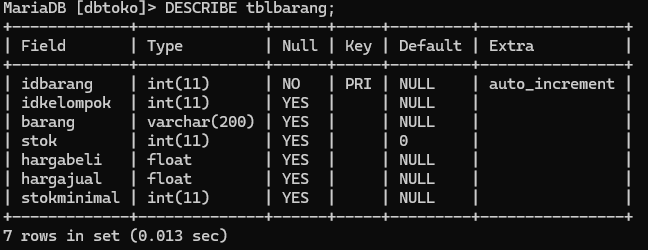 MariaDB [dbtoko]> DESCRIBE tblbarang;
+-------------+--------------+------+-----+---------+----------------+
| Field       | Type         | Null | Key | Default | Extra          |
+-------------+--------------+------+-----+---------+----------------+
| idbarang    | int(11)      | NO   | PRI | NULL    | auto_increment |
| idkelompok  | int(11)      | YES  |     | NULL    |                |
| barang      | varchar(200) | YES  |     | NULL    |                |
| stok        | int(11)      | YES  |     | 0       |                |
| hargabeli   | float        | YES  |     | NULL    |                |
| hargajual   | float        | YES  |     | NULL    |                |
| stokminimal | int(11)      | YES  |     | NULL    |                |
+-------------+--------------+------+-----+---------+----------------+
7 rows in set (0.013 sec)